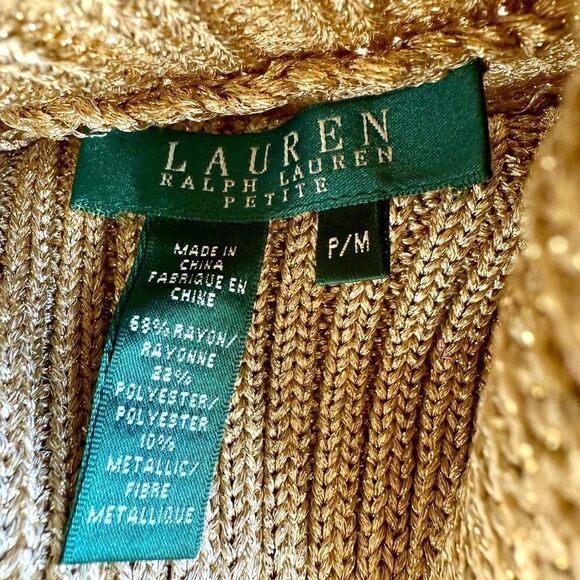 LAUREN
RALPH LAUREN
PETITE
P/M
MADE IN
CHINA
FABRIQUE EN
CHINE
68% RAYON/
RAYONNE
22%
POLYESTER/
POLYESTER
10%
METALLIC/
FIBRE
METALLIQUE